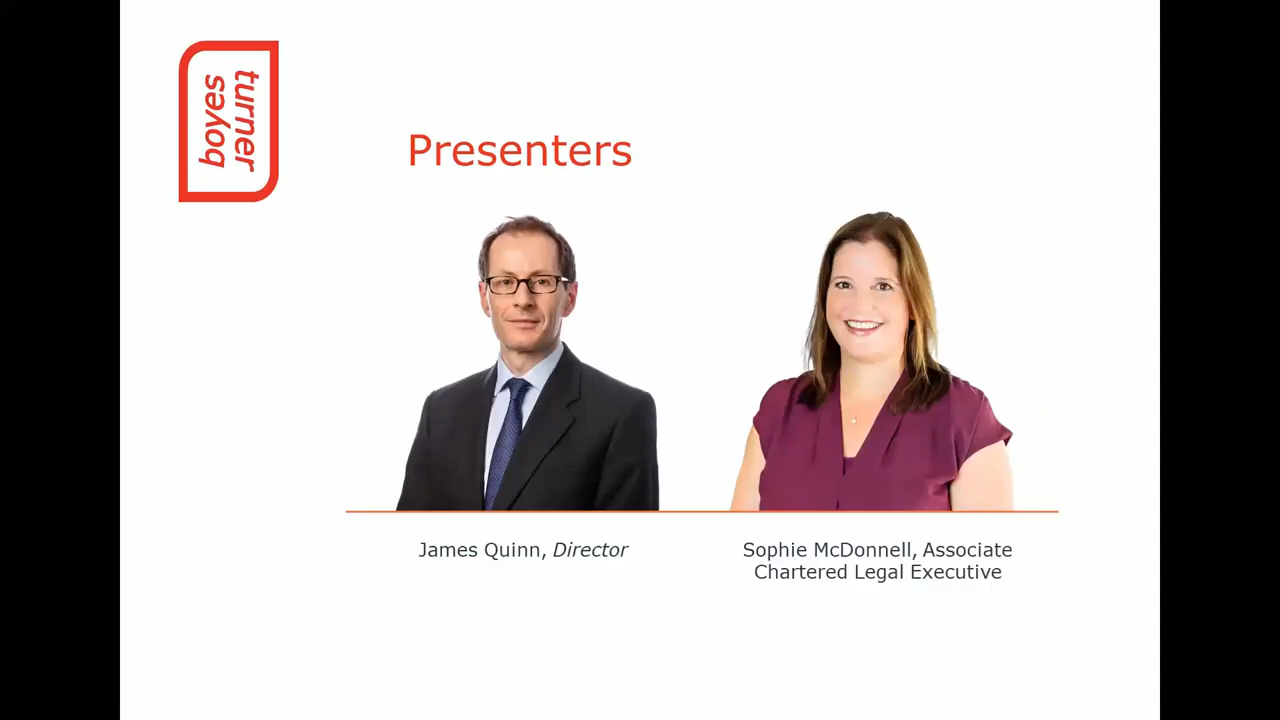 boyes
turner
Presenters
James Quinn, Director
Sophie McDonnell, Associate
Chartered Legal Executive